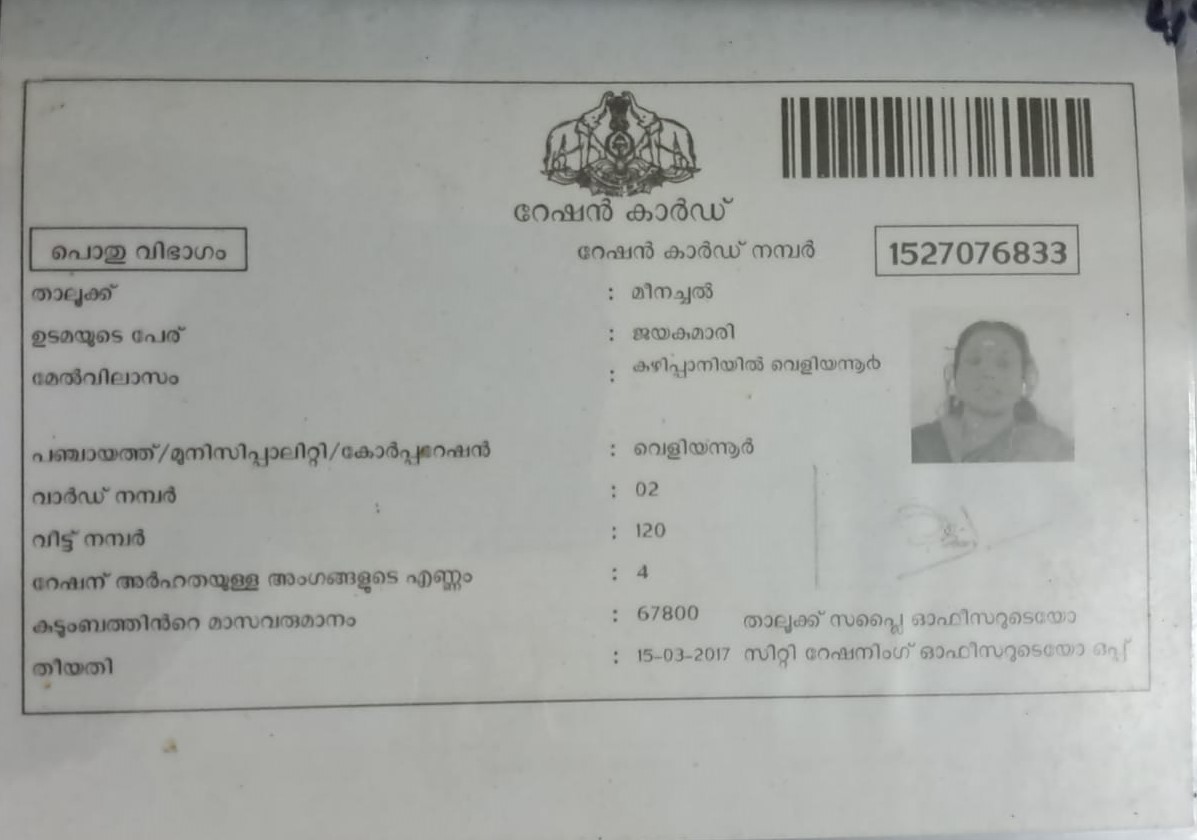 റേഷൻ കാർഡ്
പൊതു വിഭാഗം
റേഷൻ കാർഡ് നമ്പർ 1527076833
താലൂക്ക് : മീനച്ചൽ
ഉടമയുടെ പേര് : ജയകുമാരി
മേൽവിലാസം : കഴിപ്പാനിയിൽ വെളിയന്നൂർ
പഞ്ചായത്ത്/മുനിസിപ്പാലിറ്റി/കോർപ്പറേഷൻ : വെളിയന്നൂർ
വാർഡ് നമ്പർ : 02
വീട്ട് നമ്പർ : 120
റേഷന് അർഹതയുള്ള അംഗങ്ങളുടെ എണ്ണം : 4
കുടുംബത്തിൻറെ മാസവരുമാനം : 67800 താലൂക്ക് സപ്ലൈ ഓഫീസറുടെയോ
തീയതി : 15-03-2017 സിറ്റി റേഷനിംഗ് ഓഫീസറുടെയോ ഒപ്പ്